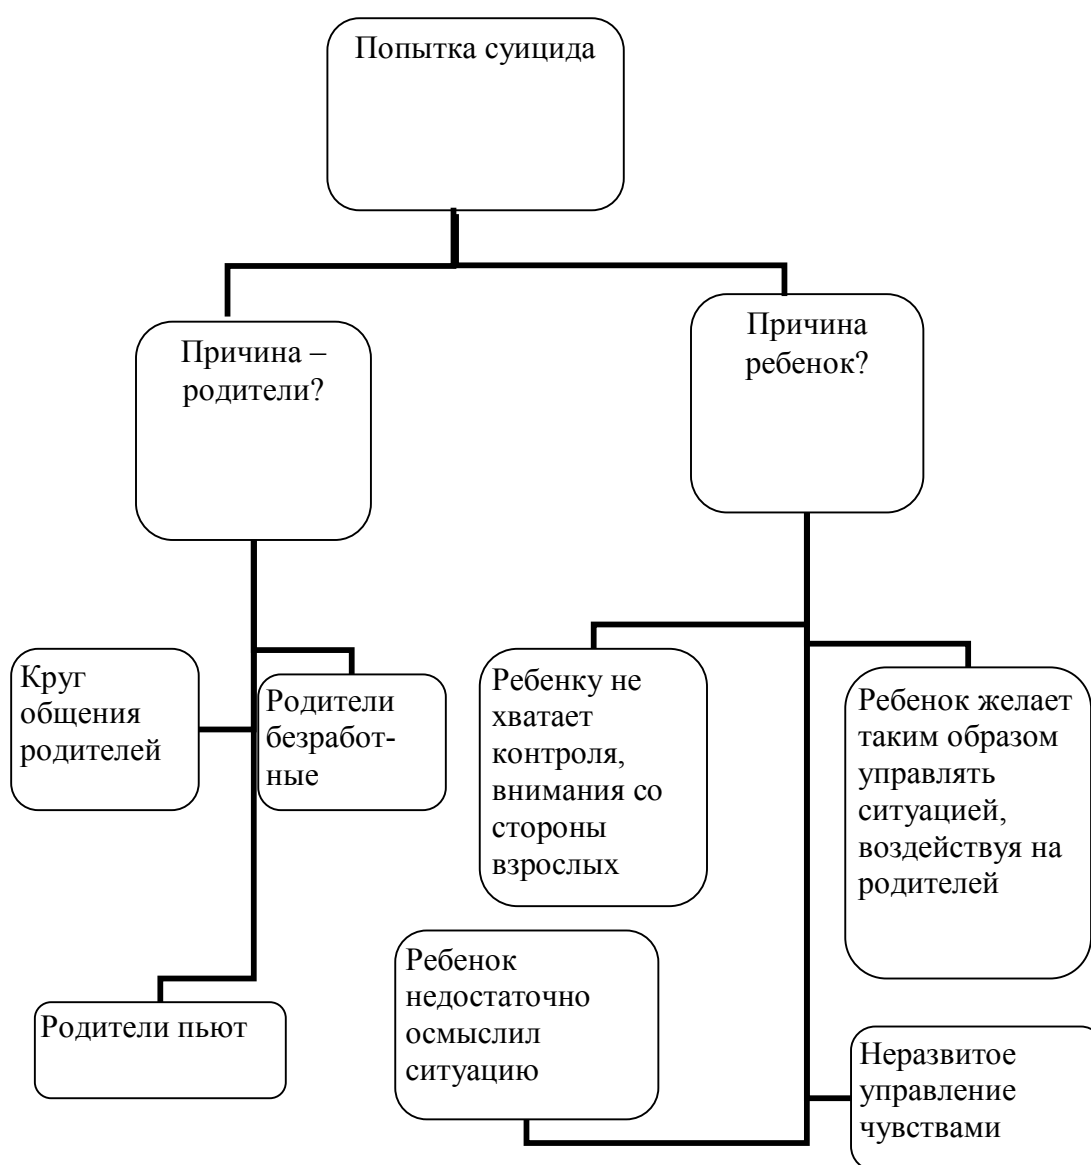 Попытка суицида
Причина –
родители?
Причина
ребенок?
Круг
общения
родителей
Родители
безработ-
ные
Ребенку не
хватает
контроля,
внимания со
стороны
взрослых
Ребенок желает
таким образом
управлять
ситуацией,
воздействуя на
родителей
Родители пьют
Ребенок
недостаточно
осмыслил
ситуацию
Неразвитое
управление
чувствами